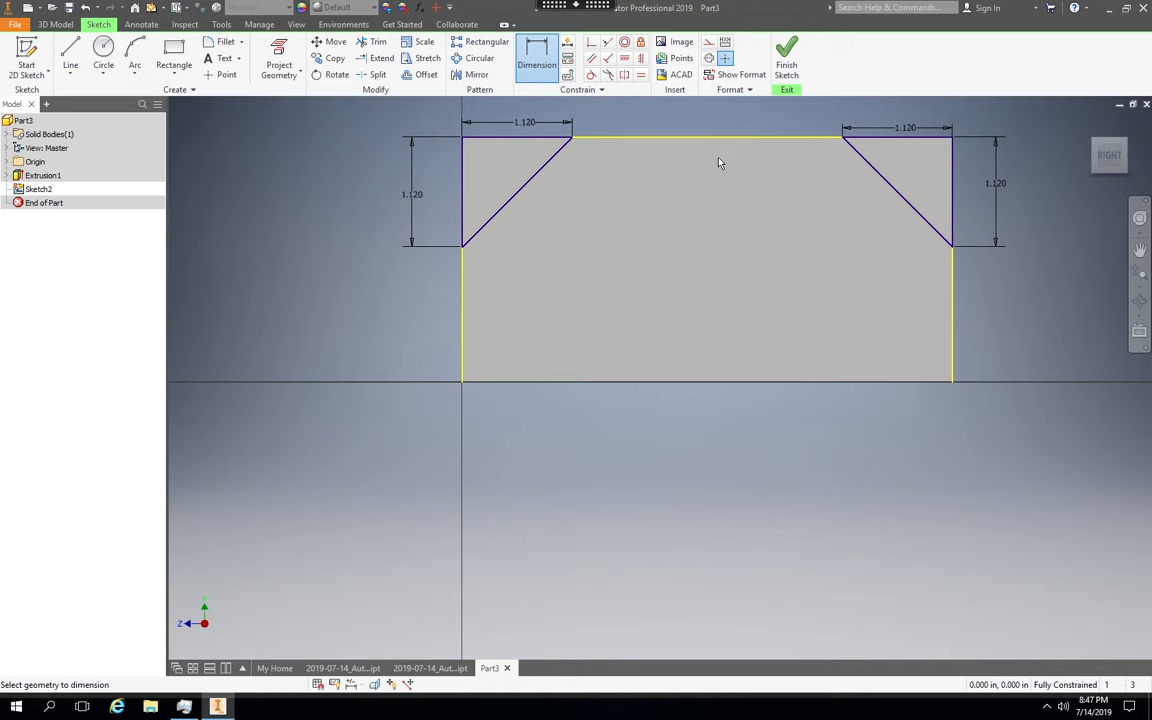 Default
tor Professional 2019 Part3
Search Help & Commands...
Sign In
File 3D Model Sketch Annotate Inspect Tools Manage View Environments Get Started Vault Collaborate
Start 2D Sketch
Line
Circle
Arc
Rectangle
Fillet
Text
Point
Project Geometry
Move
Copy
Rotate
Trim
Extend
Split
Scale
Stretch
Offset
Rectangular
Circular
Mirror
Dimension
Image
Points
ACAD
Show Format
Finish Sketch
Sketch Create Modify Pattern Constrain Insert Format Exit
Model
Part3
Solid Bodies(1)
View: Master
Origin
Extrusion1
Sketch2
End of Part
1.120
1.120
1.120
1.120
RIGHT
Y
Z
My Home 2019-07-14_Aut...ipt 2019-07-14_Aut...ipt Part3
Select geometry to dimension
0.000 in, 0.000 in Fully Constrained 1 3
8:47 PM
7/14/2019